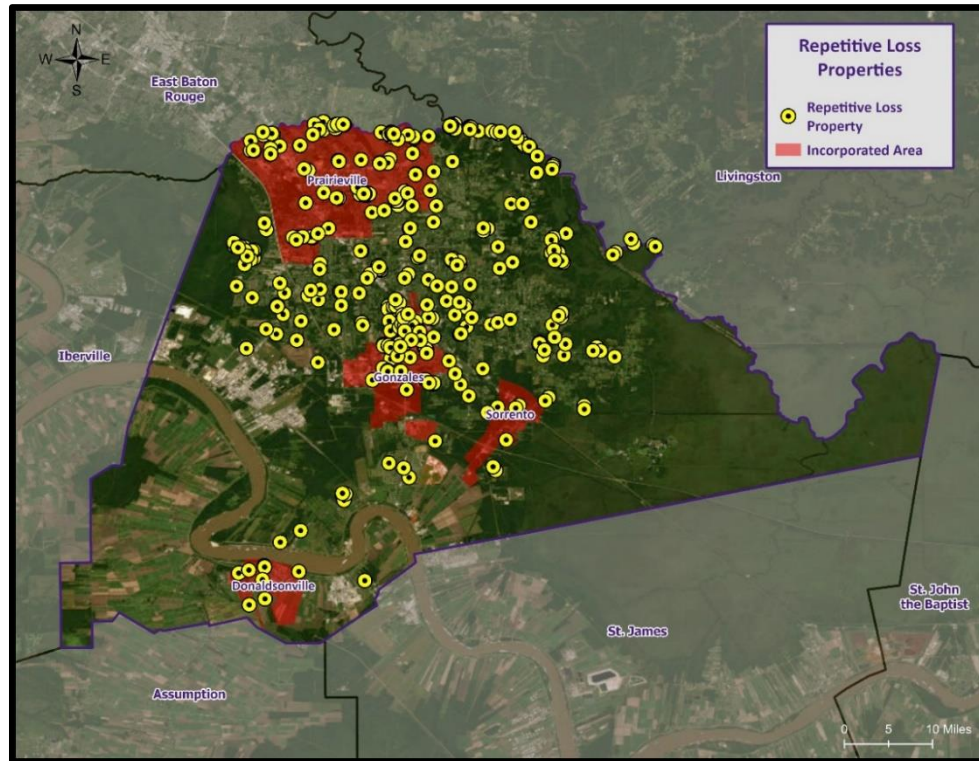 N
W E
S
East Baton
Rouge
Repetitive Loss
Properties
Repetitive Loss
Property
Incorporated Area
Livingston
Prairieville
Iberville
Gonzales
Sorrento
Donaldsonville
St. John
the Baptist
St. James
Assumption
0 5 10 Miles